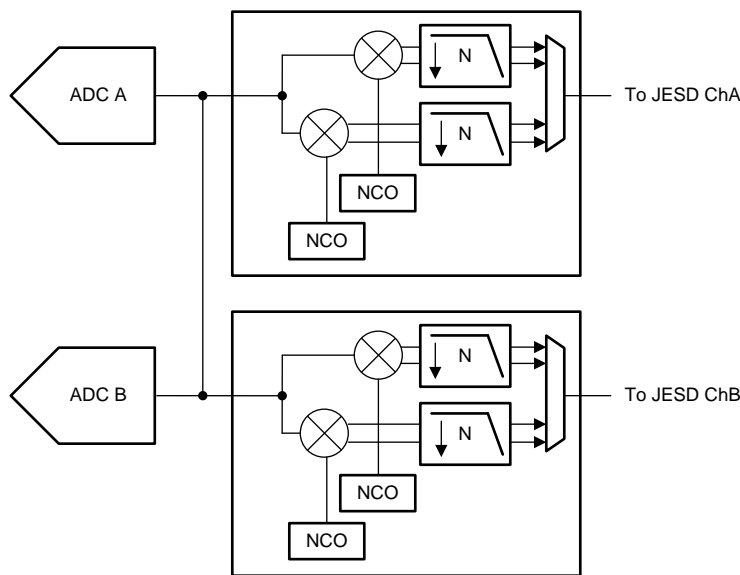 N
ADC A
To JESD ChA
N
NCO
NCO
N
ADC B
To JESD ChB
N
NCO
NCO